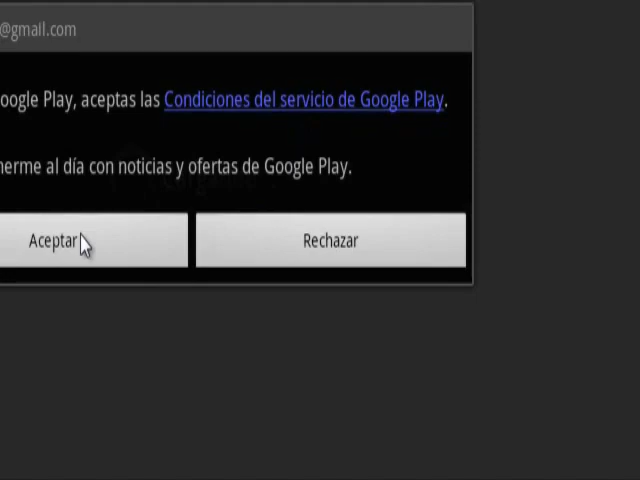 @gmail.com
oogle Play, aceptas las Condiciones del servicio de Google Play.
nerme al día con noticias y ofertas de Google Play.
Aceptar
Rechazar